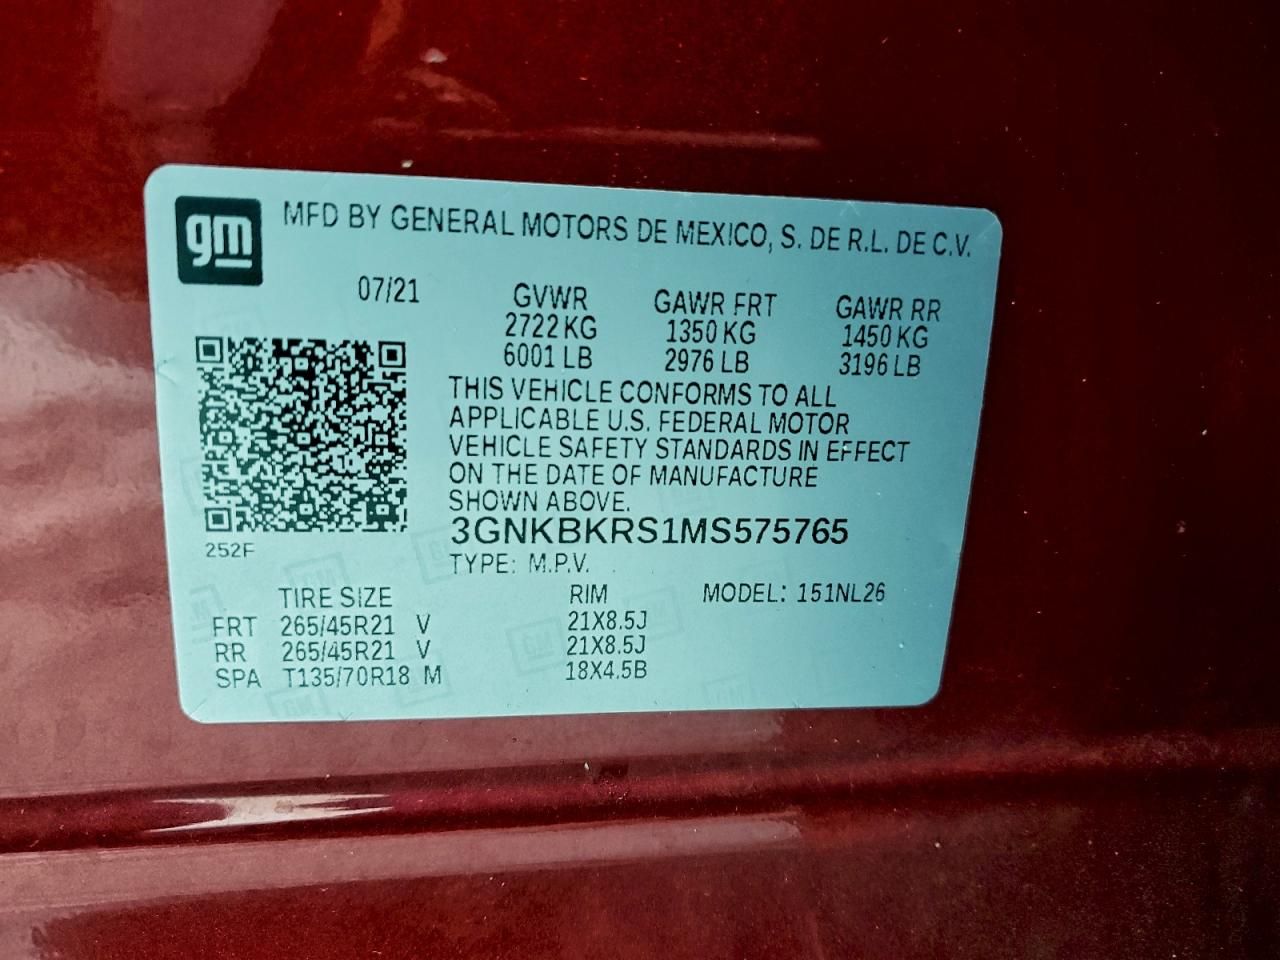 gm MFD BY GENERAL MOTORS DE MEXICO, S. DE R.L. DE C.V.
07/21 GVWR GAWR FRT GAWR RR
2722 KG 1350 KG 1450 KG
6001 LB 2976 LB 3196 LB
THIS VEHICLE CONFORMS TO ALL
APPLICABLE U.S. FEDERAL MOTOR
VEHICLE SAFETY STANDARDS IN EFFECT
ON THE DATE OF MANUFACTURE
SHOWN ABOVE.
3GNKBKRS1MS575765
252F
TYPE: M.P.V.
TIRE SIZE RIM MODEL: 151NL26
FRT 265/45R21 V 21X8.5J
RR 265/45R21 V 21X8.5J
SPA T135/70R18 M 18X4.5B